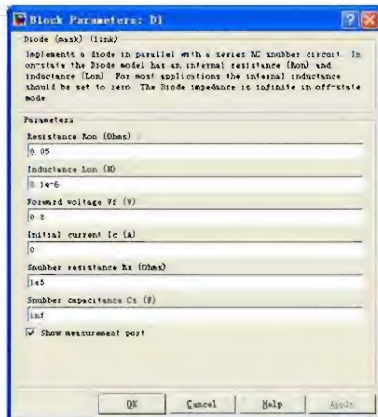 Block Parameters: D1
Diode (mask) (link)
Implements a diode in parallel with a series RC snubber circuit. In
on-state the Diode model has an internal resistance (Ron) and
inductance (Lon). For most applications the internal inductance
should be set to zero. The Diode impedance is infinite in off-state
mode.
Parameters
Resistance Ron (Ohms)
0.05
Inductance Lon (H)
0.1e-6
Forward voltage Vf (V)
0.8
Initial current Ic (A)
0
Snubber resistance Rs (Ohms)
1e5
Snubber capacitance Cs (F)
inf
Show measurement port
OK
Cancel
Help
Apply